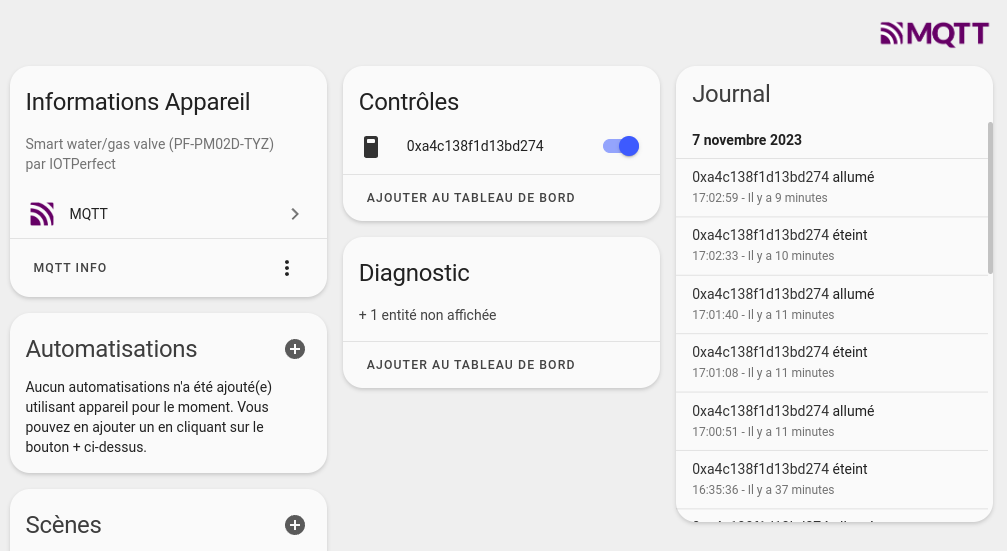 MQTT
Informations Appareil
Smart water/gas valve (PF-PM02D-TYZ)
par IOTPerfect
MQTT
MQTT INFO
Automatisations
Aucun automatisations n'a été ajouté(e)
utilisant appareil pour le moment. Vous
pouvez en ajouter un en cliquant sur le
bouton + ci-dessus.
Scènes
Contrôles
0xa4c138f1d13bd274
AJOUTER AU TABLEAU DE BORD
Diagnostic
+ 1 entité non affichée
AJOUTER AU TABLEAU DE BORD
Journal
7 novembre 2023
0xa4c138f1d13bd274 allumé
17:02:59 - Il y a 9 minutes
0xa4c138f1d13bd274 éteint
17:02:33 - Il y a 10 minutes
0xa4c138f1d13bd274 allumé
17:01:40 - Il y a 11 minutes
0xa4c138f1d13bd274 éteint
17:01:08 - Il y a 11 minutes
0xa4c138f1d13bd274 allumé
17:00:51 - Il y a 11 minutes
0xa4c138f1d13bd274 éteint
16:35:36 - Il y a 37 minutes